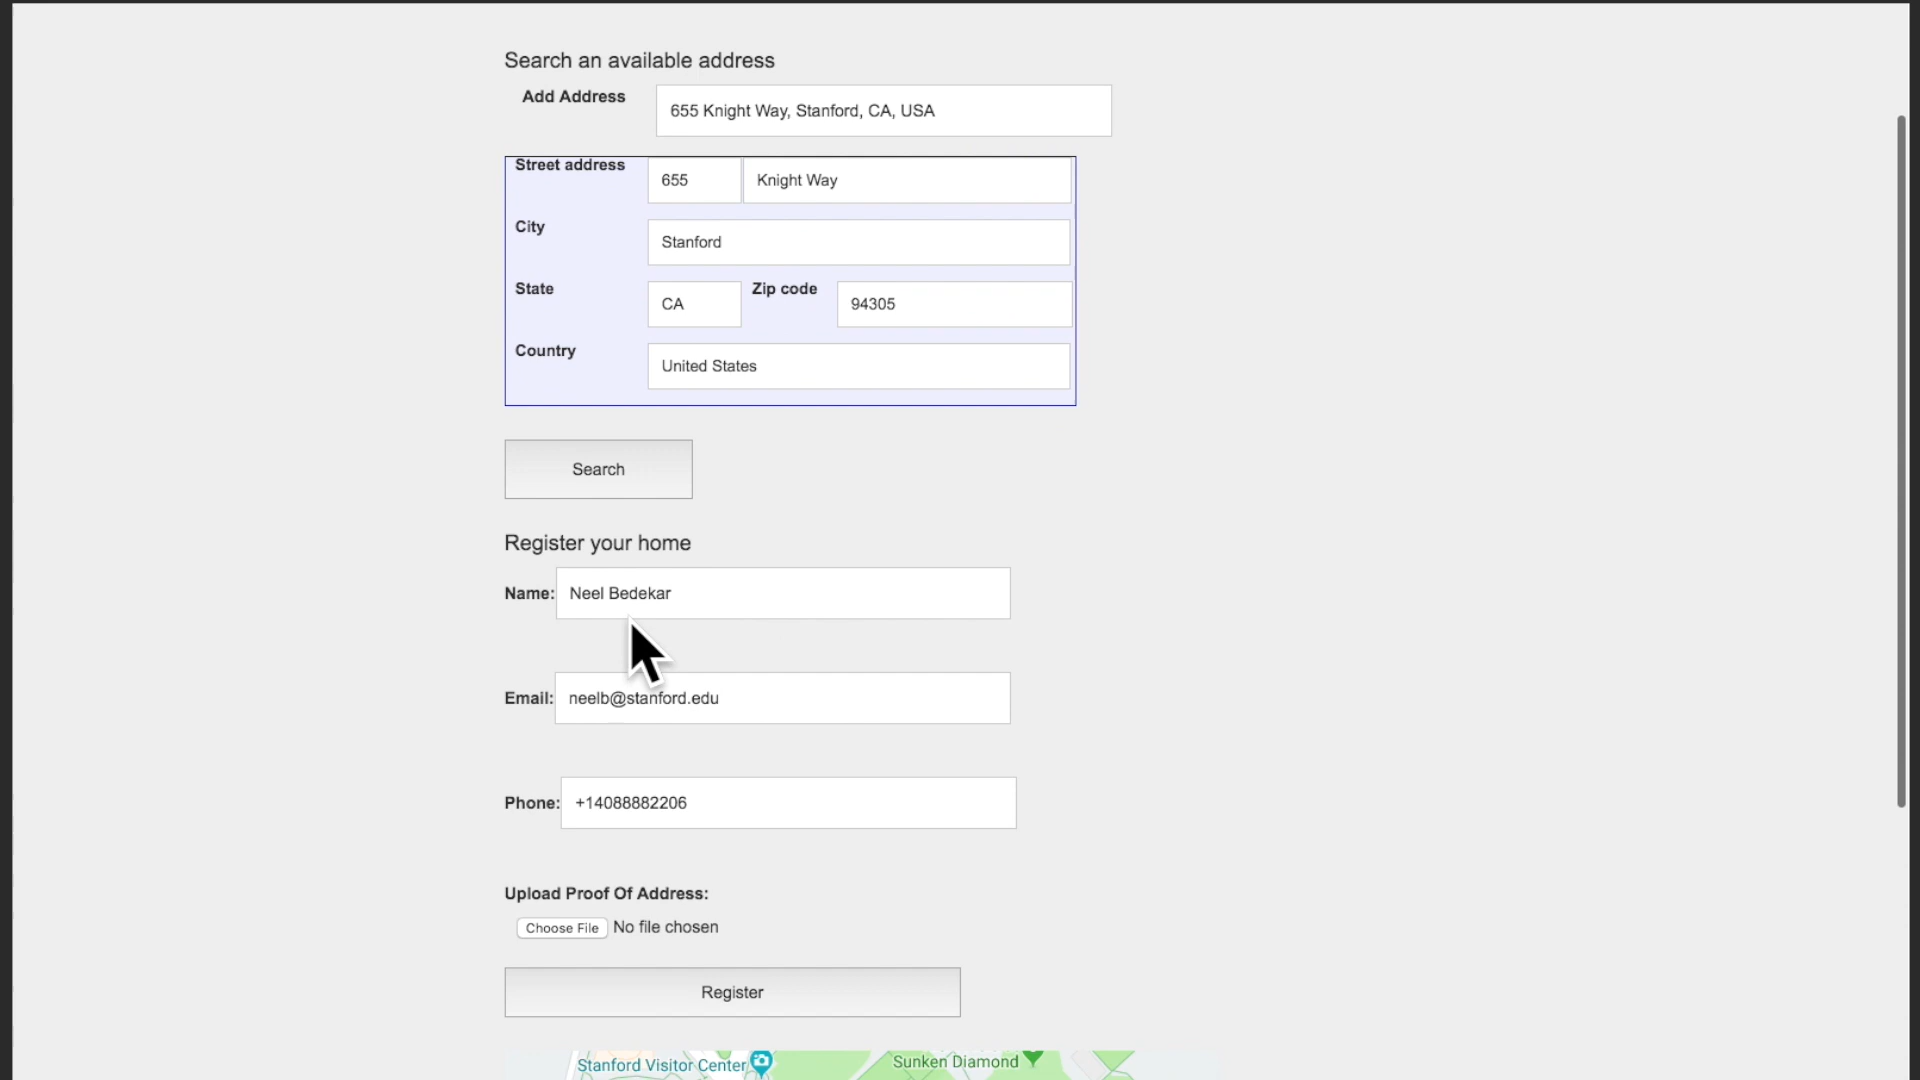 Search an available address
Add Address 655 Knight Way, Stanford, CA, USA
Street address 655 Knight Way
City Stanford
State CA Zip code 94305
Country United States
Search
Register your home
Name: Neel Bedekar
Email: neelb@stanford.edu
Phone: +14088882206
Upload Proof Of Address:
Choose File No file chosen
Register
Stanford Visitor Center Sunken Diamond